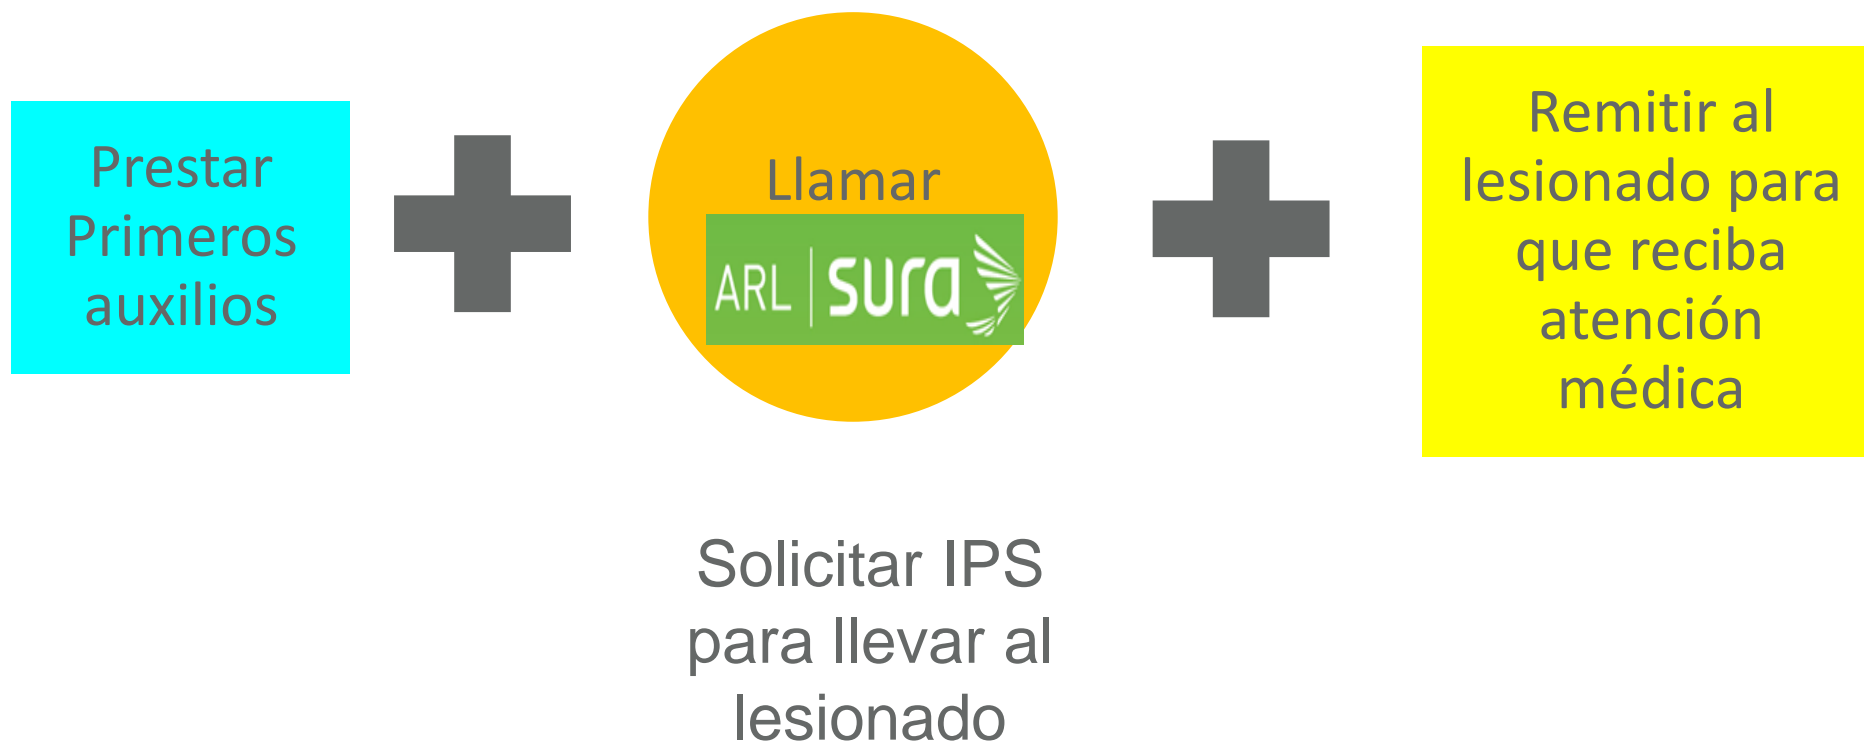 Prestar
Primeros
auxilios
Llamar
ARL | sura
Remitir al
lesionado para
que reciba
atención
médica
Solicitar IPS
para llevar al
lesionado